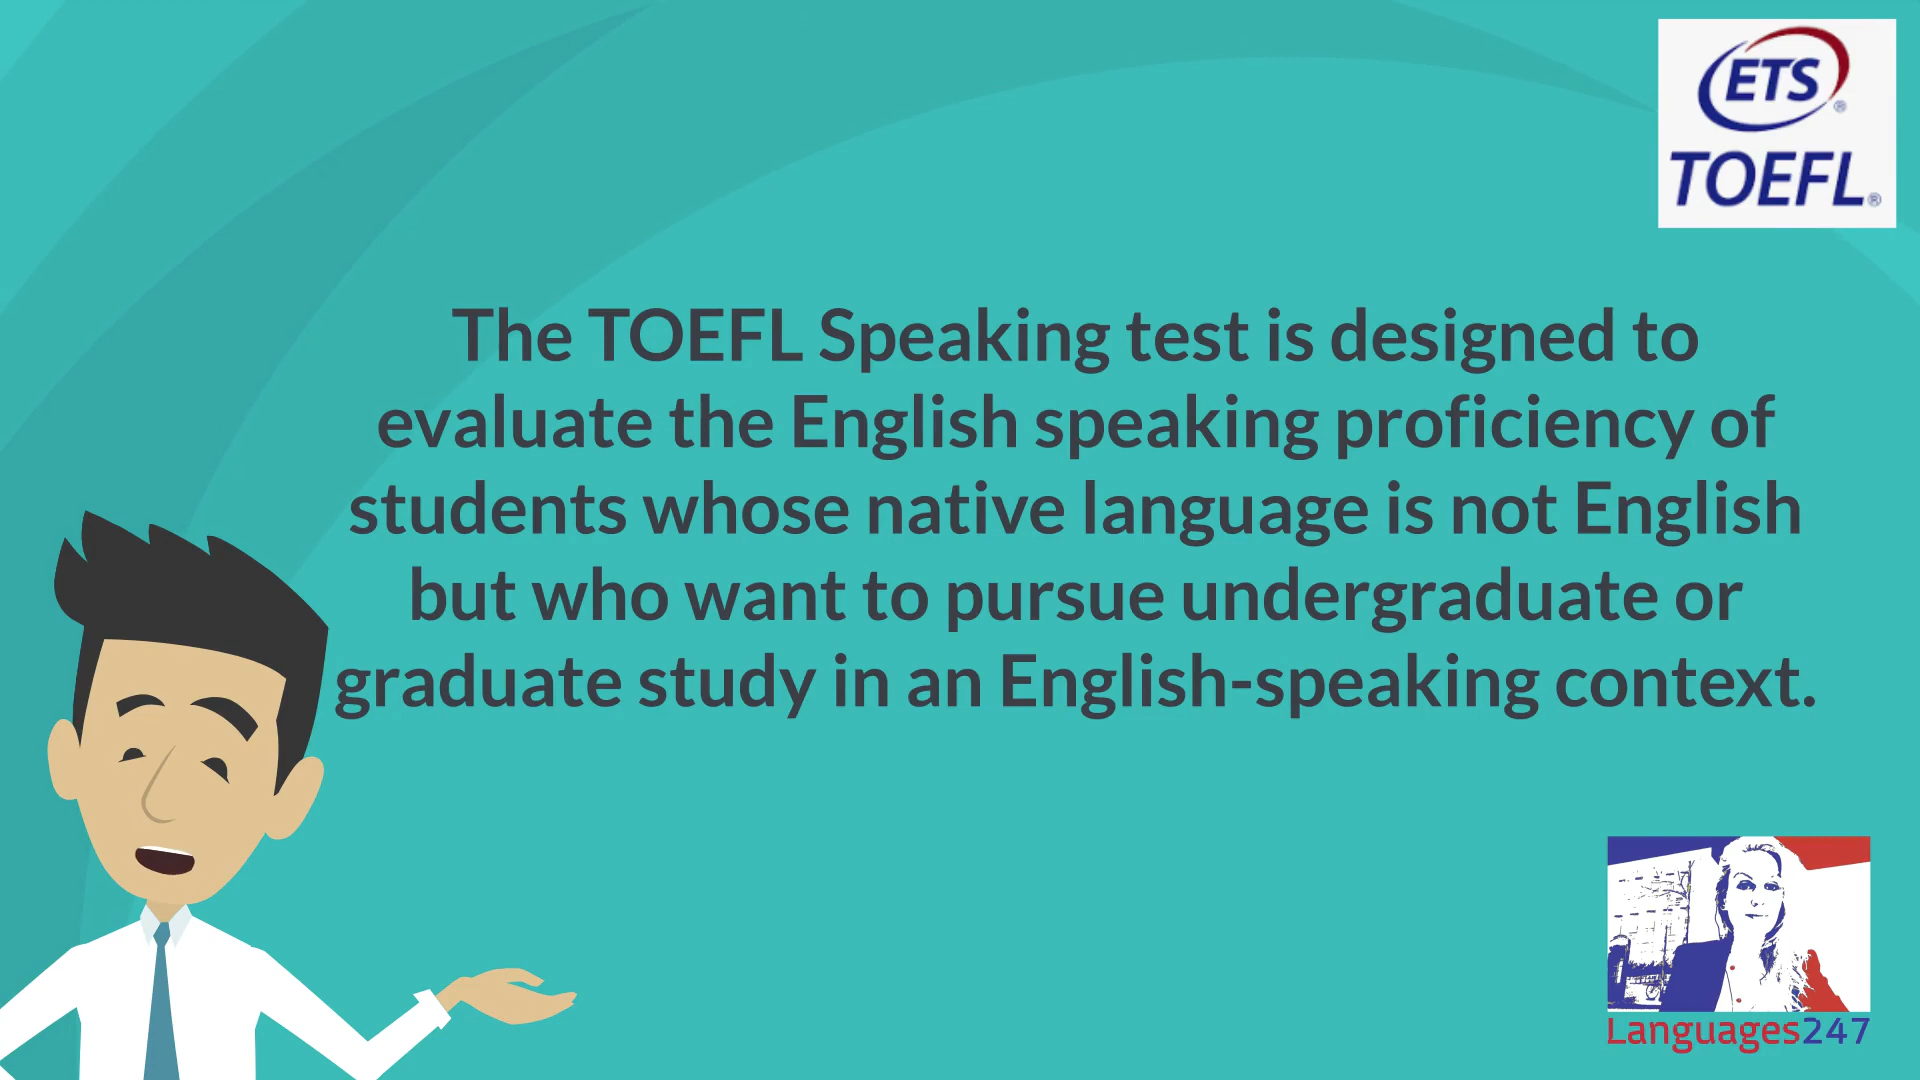 ETS®
TOEFL®
The TOEFL Speaking test is designed to
evaluate the English speaking proficiency of
students whose native language is not English
but who want to pursue undergraduate or
graduate study in an English-speaking context.
Languages247